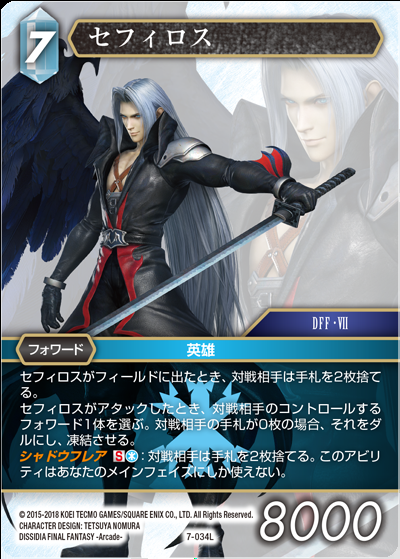 7
セフィロス
DFF・VII
フォワード
英雄
セフィロスがフィールドに出たとき、対戦相手は手札を2枚捨て
る。
セフィロスがアタックしたとき、対戦相手のコントロールする
フォワード1体を選ぶ。対戦相手の手札が0枚の場合、それをダ
ルにし、凍結させる。
シャドウフレア S氷：対戦相手は手札を2枚捨てる。このアビリ
ティはあなたのメインフェイズにしか使えない。
© 2015-2018 KOEI TECMO GAMES/SQUARE ENIX CO., LTD. All Rights Reserved.
CHARACTER DESIGN: TETSUYA NOMURA
DISSIDIA FINAL FANTASY -Arcade-
7-034L
8000